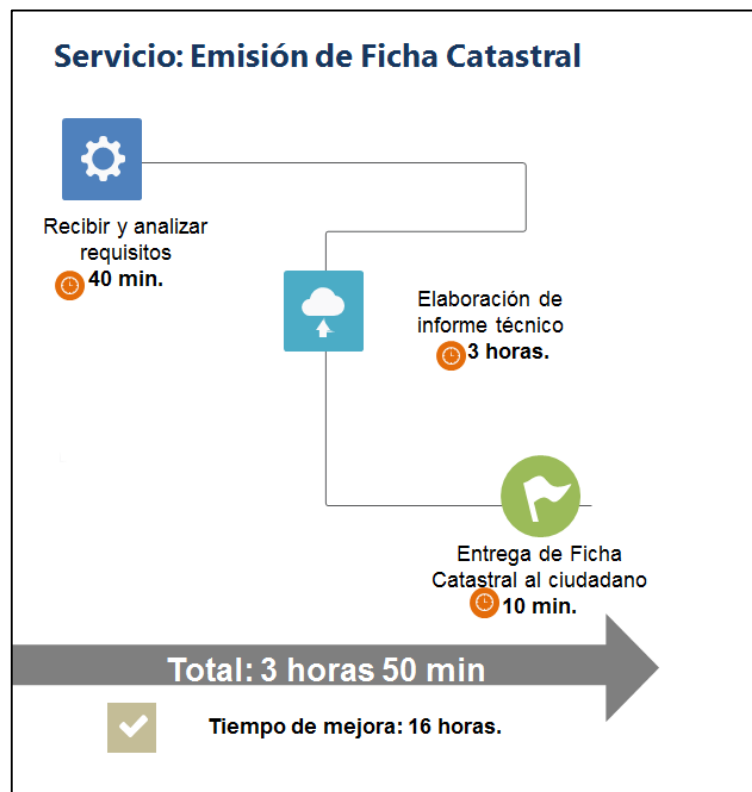 Servicio: Emisión de Ficha Catastral
Recibir y analizar
requisitos
40 min.
Elaboración de
informe técnico
3 horas.
Entrega de Ficha
Catastral al ciudadano
10 min.
Total: 3 horas 50 min
Tiempo de mejora: 16 horas.